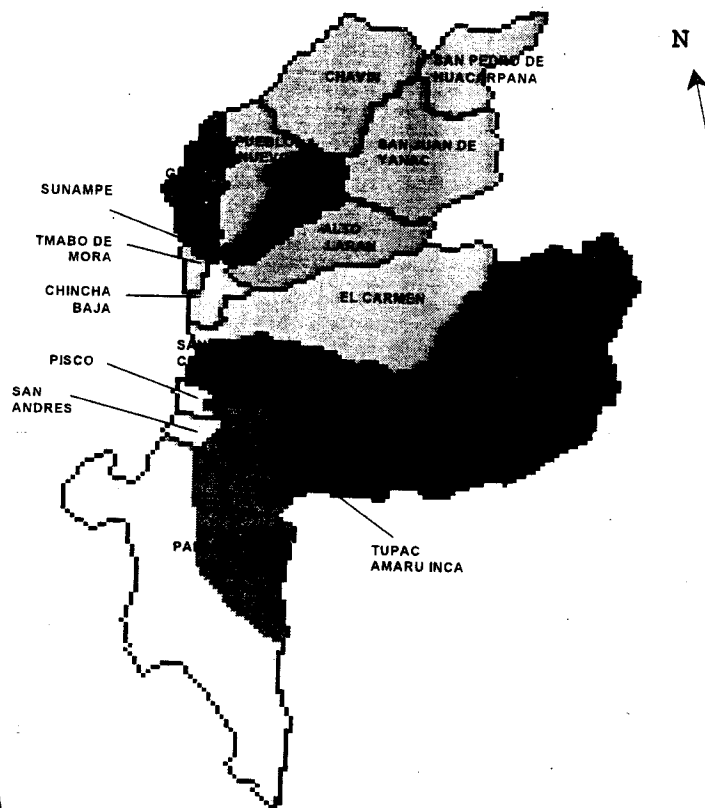 N
SAN PEDRO DE
HUACARPANA
CHAVIN
PUEBLO
NUEVO
SAN JUAN DE
YANAC
SUNAMPE
TMABO DE
MORA
ALTO
LARAN
CHINCHA
BAJA
EL CARMEN
SAN
PISCO
SAN
ANDRES
TUPAC
AMARU INCA